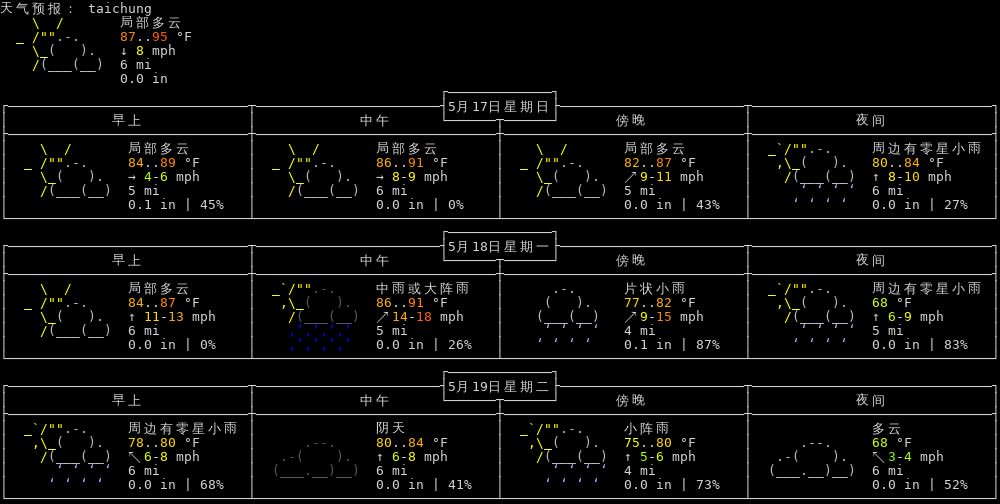 天气预报： taichung
局部多云
87..95 °F
↓ 8 mph
6 mi
0.0 in
5月17日星期日
早上 中午 傍晚 夜间
局部多云 局部多云 局部多云 周边有零星小雨
84..89 °F 86..91 °F 82..87 °F 80..84 °F
→ 4-6 mph → 8-9 mph ↗ 9-11 mph ↑ 8-10 mph
5 mi 6 mi 5 mi 6 mi
0.1 in | 45% 0.0 in | 0% 0.0 in | 43% 0.0 in | 27%
5月18日星期一
早上 中午 傍晚 夜间
局部多云 中雨或大阵雨 片状小雨 周边有零星小雨
84..87 °F 86..91 °F 77..82 °F 68 °F
↑ 11-13 mph ↗ 14-18 mph ↗ 9-15 mph ↑ 6-9 mph
6 mi 5 mi 4 mi 5 mi
0.0 in | 0% 0.0 in | 26% 0.1 in | 87% 0.0 in | 83%
5月19日星期二
早上 中午 傍晚 夜间
周边有零星小雨 阴天 小阵雨 多云
78..80 °F 80..84 °F 75..80 °F 68 °F
↖ 6-8 mph ↑ 6-8 mph ↑ 5-6 mph ↖ 3-4 mph
6 mi 6 mi 4 mi 6 mi
0.0 in | 68% 0.0 in | 41% 0.0 in | 73% 0.0 in | 52%